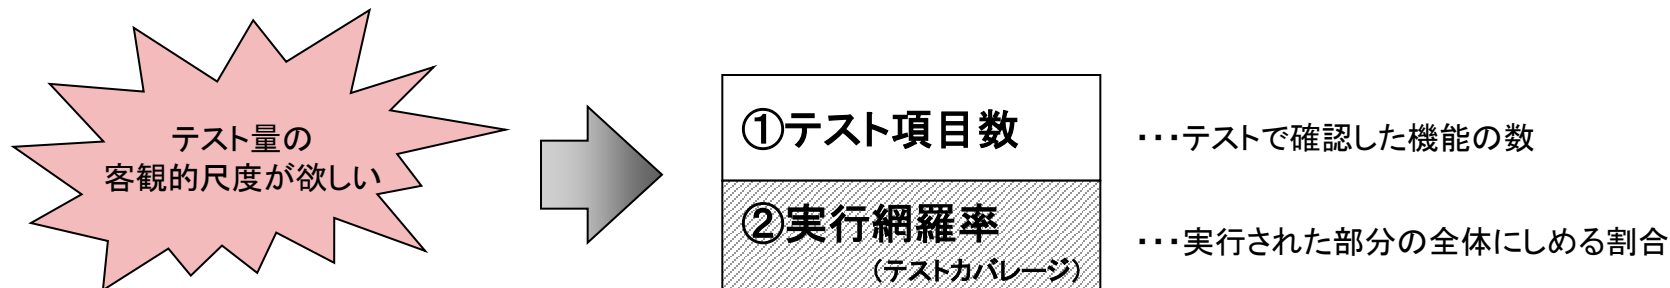 テスト量の
客観的尺度が欲しい
①テスト項目数
・・・テストで確認した機能の数
②実行網羅率
(テストカバレージ)
・・・実行された部分の全体にしめる割合